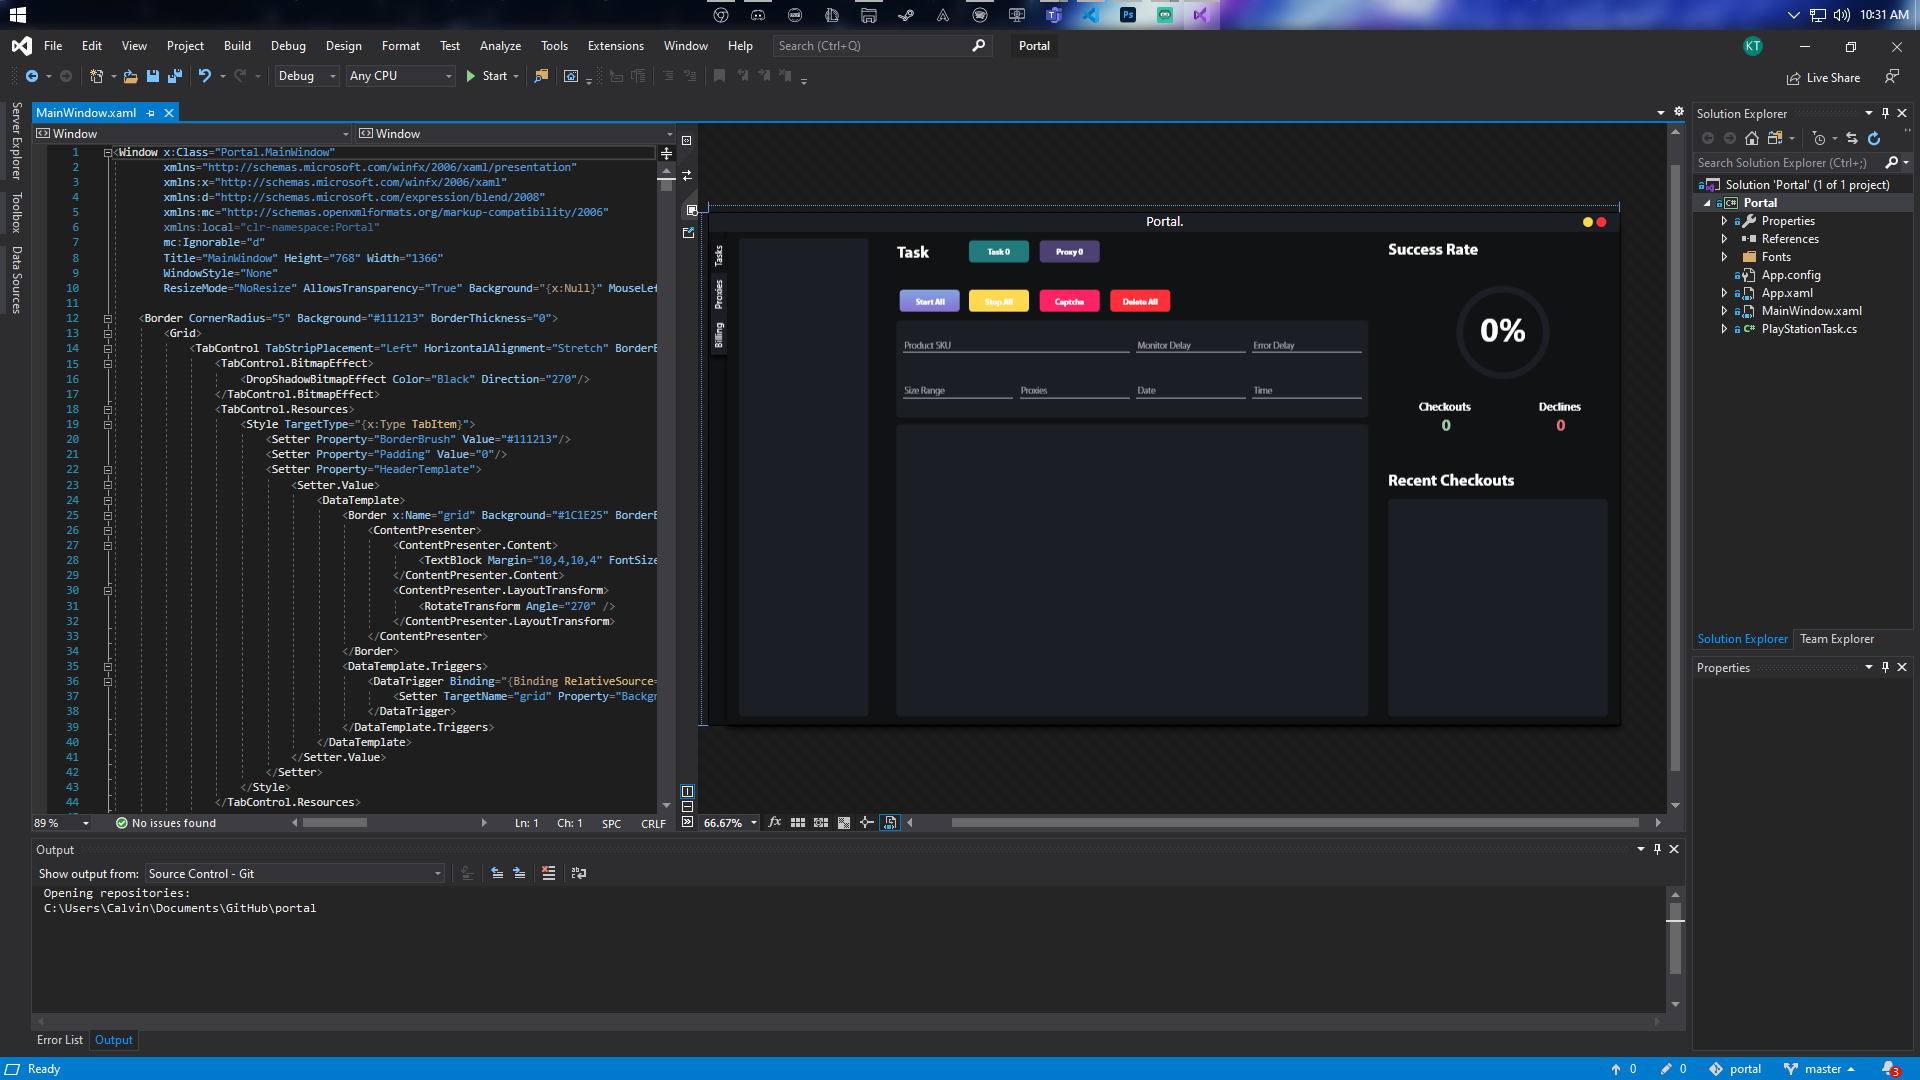 10:31 AM
File Edit View Project Build Debug Design Format Test Analyze Tools Extensions Window Help Search (Ctrl+Q) Portal KT
Debug Any CPU Start Live Share
Server Explorer
Toolbox
Data Sources
MainWindow.xaml
Window Window
1 <Window x:Class="Portal.MainWindow"
2 xmlns="http://schemas.microsoft.com/winfx/2006/xaml/presentation"
3 xmlns:x="http://schemas.microsoft.com/winfx/2006/xaml"
4 xmlns:d="http://schemas.microsoft.com/expression/blend/2008"
5 xmlns:mc="http://schemas.openxmlformats.org/markup-compatibility/2006"
6 xmlns:local="clr-namespace:Portal"
7 mc:Ignorable="d"
8 Title="MainWindow" Height="768" Width="1366"
9 WindowStyle="None"
10 ResizeMode="NoResize" AllowsTransparency="True" Background="{x:Null}" MouseLef
11
12 <Border CornerRadius="5" Background="#111213" BorderThickness="0">
13 <Grid>
14 <TabControl TabStripPlacement="Left" HorizontalAlignment="Stretch" BorderB
15 <TabControl.BitmapEffect>
16 <DropShadowBitmapEffect Color="Black" Direction="270"/>
17 </TabControl.BitmapEffect>
18 <TabControl.Resources>
19 <Style TargetType="{x:Type TabItem}">
20 <Setter Property="BorderBrush" Value="#111213"/>
21 <Setter Property="Padding" Value="0"/>
22 <Setter Property="HeaderTemplate">
23 <Setter.Value>
24 <DataTemplate>
25 <Border x:Name="grid" Background="#1C1E25" BorderB
26 <ContentPresenter>
27 <ContentPresenter.Content>
28 <TextBlock Margin="10,4,10,4" FontSize
29 </ContentPresenter.Content>
30 <ContentPresenter.LayoutTransform>
31 <RotateTransform Angle="270" />
32 </ContentPresenter.LayoutTransform>
33 </ContentPresenter>
34 </Border>
35 <DataTemplate.Triggers>
36 <DataTrigger Binding="{Binding RelativeSource=
37 <Setter TargetName="grid" Property="Backgr
38 </DataTrigger>
39 </DataTemplate.Triggers>
40 </DataTemplate>
41 </Setter.Value>
42 </Setter>
43 </Style>
44 </TabControl.Resources>
89 % No issues found Ln: 1 Ch: 1 SPC CRLF
Portal.
Tasks
Proxies
Billing
Task Task 0 Proxy 0
Start All Stop All Captcha Delete All
Product SKU Monitor Delay Error Delay
Size Range Proxies Date Time
Success Rate
0%
Checkouts Declines
0 0
Recent Checkouts
66.67% fx
Solution Explorer
Search Solution Explorer (Ctrl+;)
Solution 'Portal' (1 of 1 project)
C# Portal
Properties
References
Fonts
App.config
App.xaml
MainWindow.xaml
C# PlayStationTask.cs
Solution Explorer Team Explorer
Properties
Output
Show output from: Source Control - Git
Opening repositories:
C:\Users\Calvin\Documents\GitHub\portal
Error List Output
Ready 0 0 portal master 3